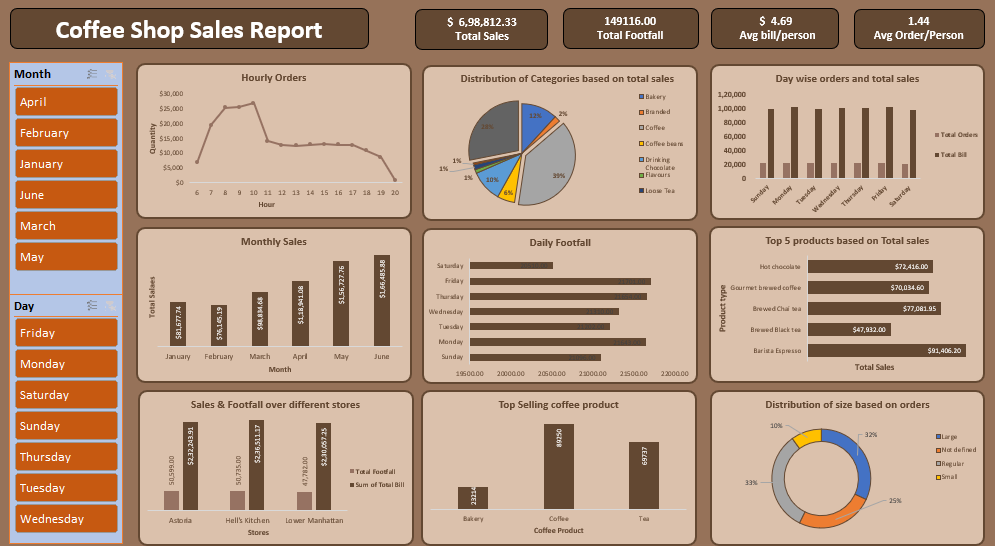 Coffee Shop Sales Report
$ 6,98,812.33
Total Sales
149116.00
Total Footfall
$ 4.69
Avg bill/person
1.44
Avg Order/Person
Month
April
February
January
June
March
May
Day
Friday
Monday
Saturday
Sunday
Thursday
Tuesday
Wednesday
Hourly Orders
$30,000
$25,000
$20,000
$15,000
$10,000
$5,000
$0
Quantity
6 7 8 9 10 11 12 13 14 15 16 17 18 19 20
Hour
Distribution of Categories based on total sales
12%
2%
39%
6%
10%
1%
1%
Bakery
Branded
Coffee
Coffee beans
Drinking
Chocolate
Flavours
Loose Tea
Day wise orders and total sales
1,20,000
1,00,000
80,000
60,000
40,000
20,000
0
Sunday Monday Tuesday Wednesday Thursday Friday Saturday
Total Orders
Total Bill
Monthly Sales
Total Salaes
$81,677.74
$76,145.19
$98,834.68
$1,18,941.08
$1,56,727.76
$1,66,485.88
January February March April May June
Month
Daily Footfall
Saturday
Friday
Thursday
Wednesday
Tuesday
Monday
Sunday
19500.00 20000.00 20500.00 21000.00 21500.00 22000.00
Top 5 products based on Total sales
Product type
Hot chocolate $72,416.00
Gourmet brewed coffee $70,034.60
Brewed Chai tea $77,081.95
Brewed Black tea $47,932.00
Barista Espresso $91,406.20
Total Sales
Sales & Footfall over different stores
50,599.00
$2,32,243.91
50,735.00
$2,36,511.17
47,782.00
$2,30,057.25
Astoria Hell's Kitchen Lower Manhattan
Stores
Total Footfall
Sum of Total Bill
Top Selling coffee product
23214
89250
69737
Bakery Coffee Tea
Coffee Product
Distribution of size based on orders
10%
32%
33%
25%
Large
Not defined
Regular
Small